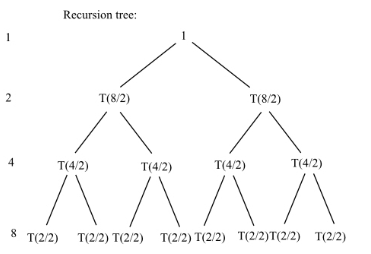 Recursion tree:
1 1
2 T(8/2) T(8/2)
4 T(4/2) T(4/2) T(4/2) T(4/2)
8 T(2/2) T(2/2) T(2/2) T(2/2) T(2/2) T(2/2) T(2/2) T(2/2)